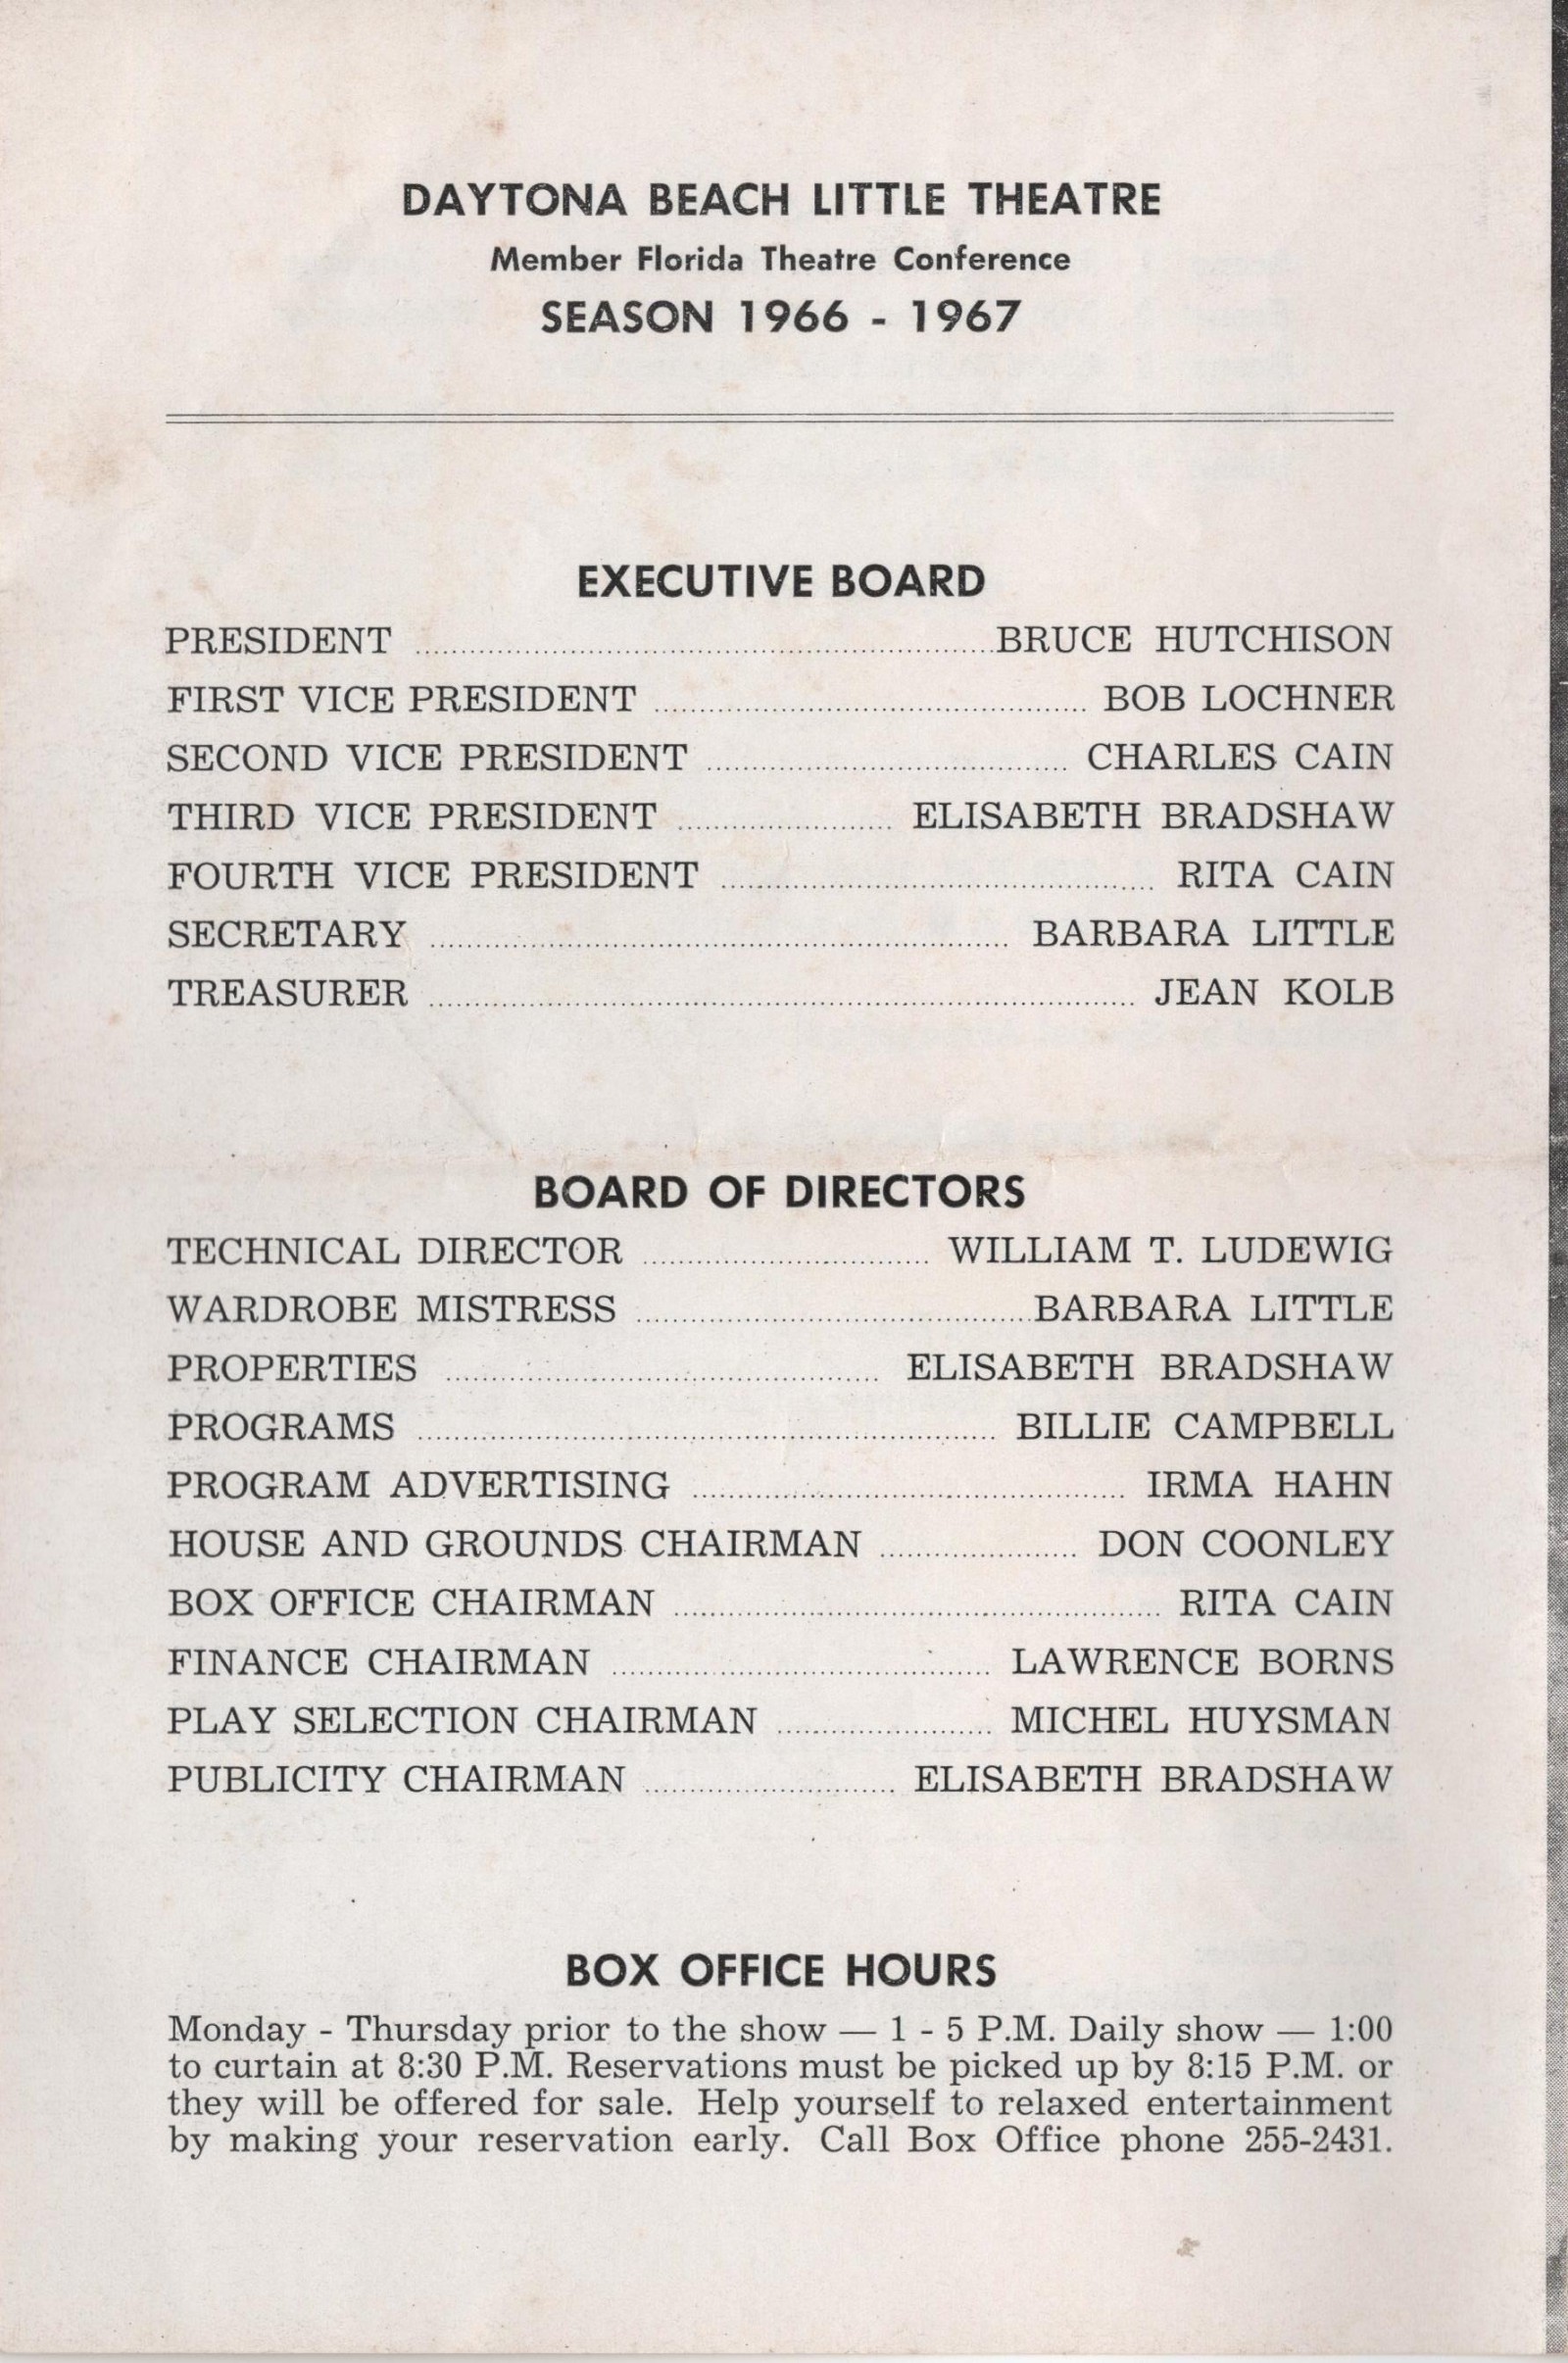 DAYTONA BEACH LITTLE THEATRE
Member Florida Theatre Conference
SEASON 1966 - 1967
EXECUTIVE BOARD
PRESIDENT ........ BRUCE HUTCHISON
FIRST VICE PRESIDENT ........ BOB LOCHNER
SECOND VICE PRESIDENT ........ CHARLES CAIN
THIRD VICE PRESIDENT ........ ELISABETH BRADSHAW
FOURTH VICE PRESIDENT ........ RITA CAIN
SECRETARY ........ BARBARA LITTLE
TREASURER ........ JEAN KOLB
BOARD OF DIRECTORS
TECHNICAL DIRECTOR ........ WILLIAM T. LUDEWIG
WARDROBE MISTRESS ........ BARBARA LITTLE
PROPERTIES ........ ELISABETH BRADSHAW
PROGRAMS ........ BILLIE CAMPBELL
PROGRAM ADVERTISING ........ IRMA HAHN
HOUSE AND GROUNDS CHAIRMAN ........ DON COONLEY
BOX OFFICE CHAIRMAN ........ RITA CAIN
FINANCE CHAIRMAN ........ LAWRENCE BORNS
PLAY SELECTION CHAIRMAN ........ MICHEL HUYSMAN
PUBLICITY CHAIRMAN ........ ELISABETH BRADSHAW
BOX OFFICE HOURS
Monday - Thursday prior to the show — 1 - 5 P.M. Daily show — 1:00
to curtain at 8:30 P.M. Reservations must be picked up by 8:15 P.M. or
they will be offered for sale. Help yourself to relaxed entertainment
by making your reservation early. Call Box Office phone 255-2431.